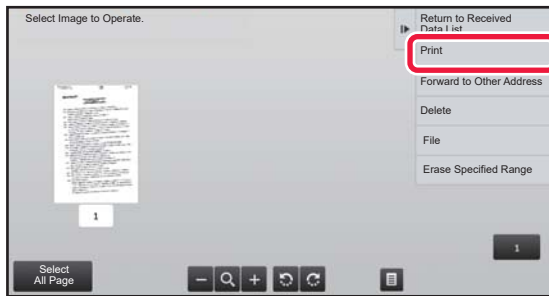 Select Image to Operate.
Return to Received
Data List
Print
Forward to Other Address
Delete
File
Erase Specified Range
1
1
Select
All Page